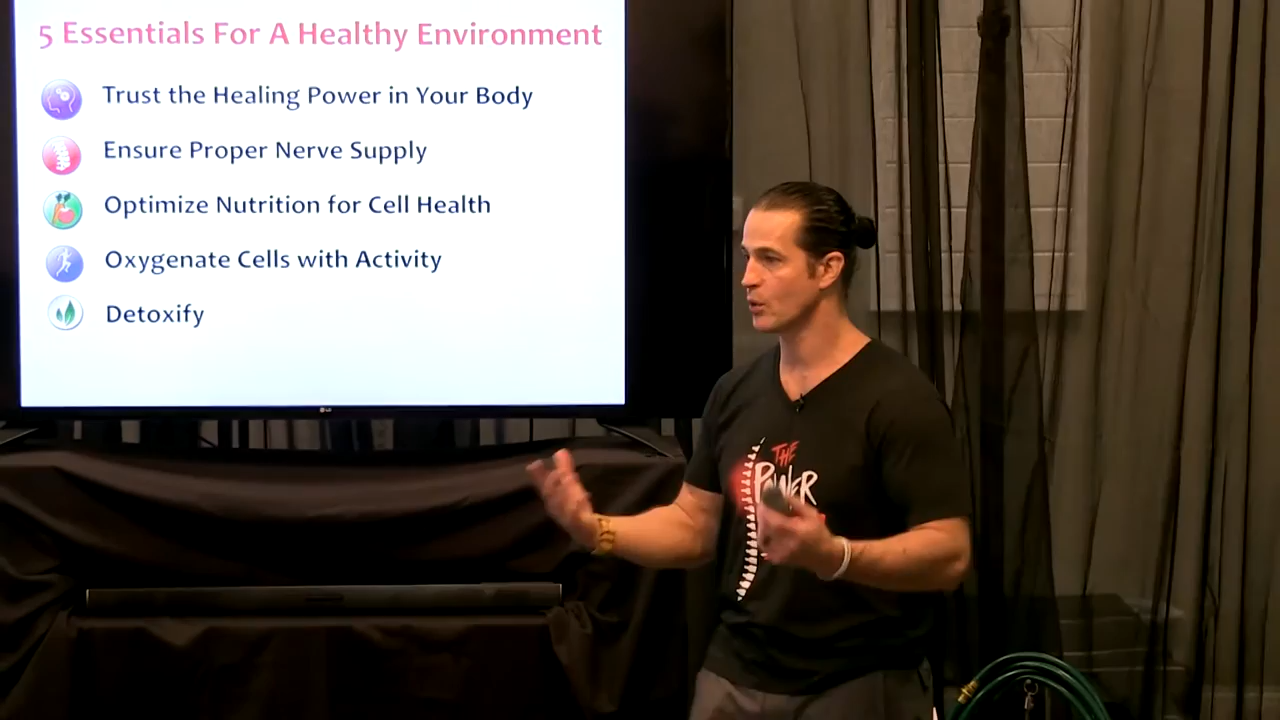 5 Essentials For A Healthy Environment
Trust the Healing Power in Your Body
Ensure Proper Nerve Supply
Optimize Nutrition for Cell Health
Oxygenate Cells with Activity
Detoxify
LG
THE
POWER